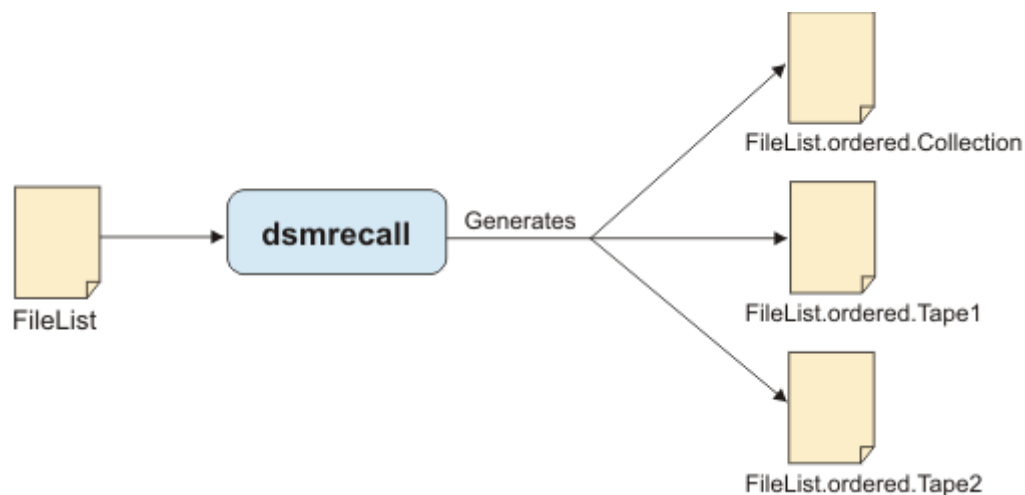 FileList.ordered.Collection
Generates
dsmrecall
FileList
FileList.ordered.Tape1
FileList.ordered.Tape2